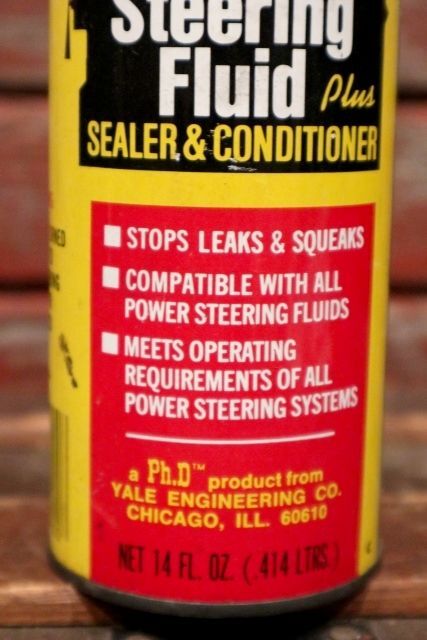 Steering
Fluid Plus
SEALER & CONDITIONER
STOPS LEAKS & SQUEAKS
COMPATIBLE WITH ALL
POWER STEERING FLUIDS
MEETS OPERATING
REQUIREMENTS OF ALL
POWER STEERING SYSTEMS
a Ph.D™ product from
YALE ENGINEERING CO.
CHICAGO, ILL. 60610
NET 14 FL. OZ. (.414 LTRS.)